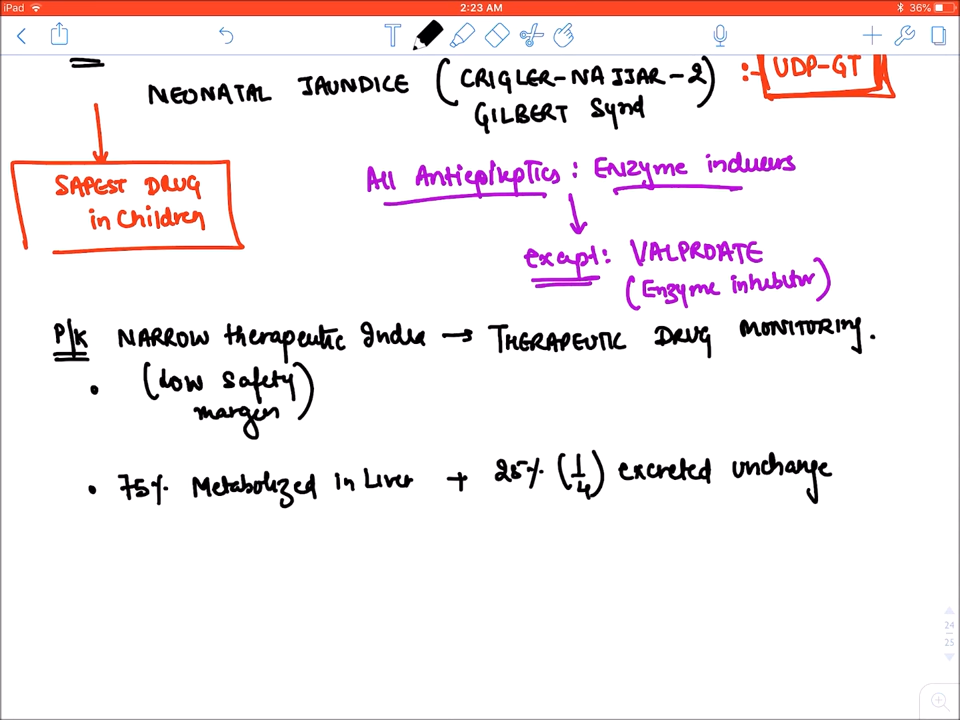 iPad
2:23 AM
36%
T
NEONATAL JAUNDICE (CRIGLER-NAJJAR-2
GILBERT Synd) :- UDP-GT
SAFEST DRUG
in Children
All Antiepileptics : Enzyme inducers
except : VALPROATE
(Enzyme inhibitor)
P/K NARROW therapeutic Index → THERAPEUTIC DRUG MONITORING.
• (Low Safety
margin)
• 75% Metabolized in Liver + 25% (1/4) excreted unchange
24
25